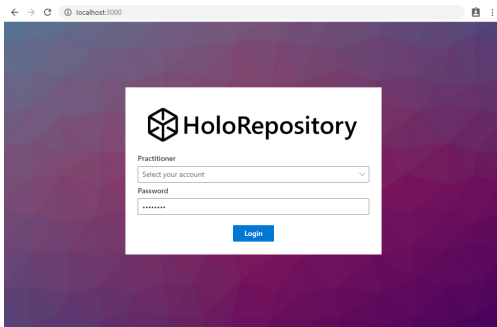 localhost:3000
HoloRepository
Practitioner
Select your account
Password
••••••••
Login